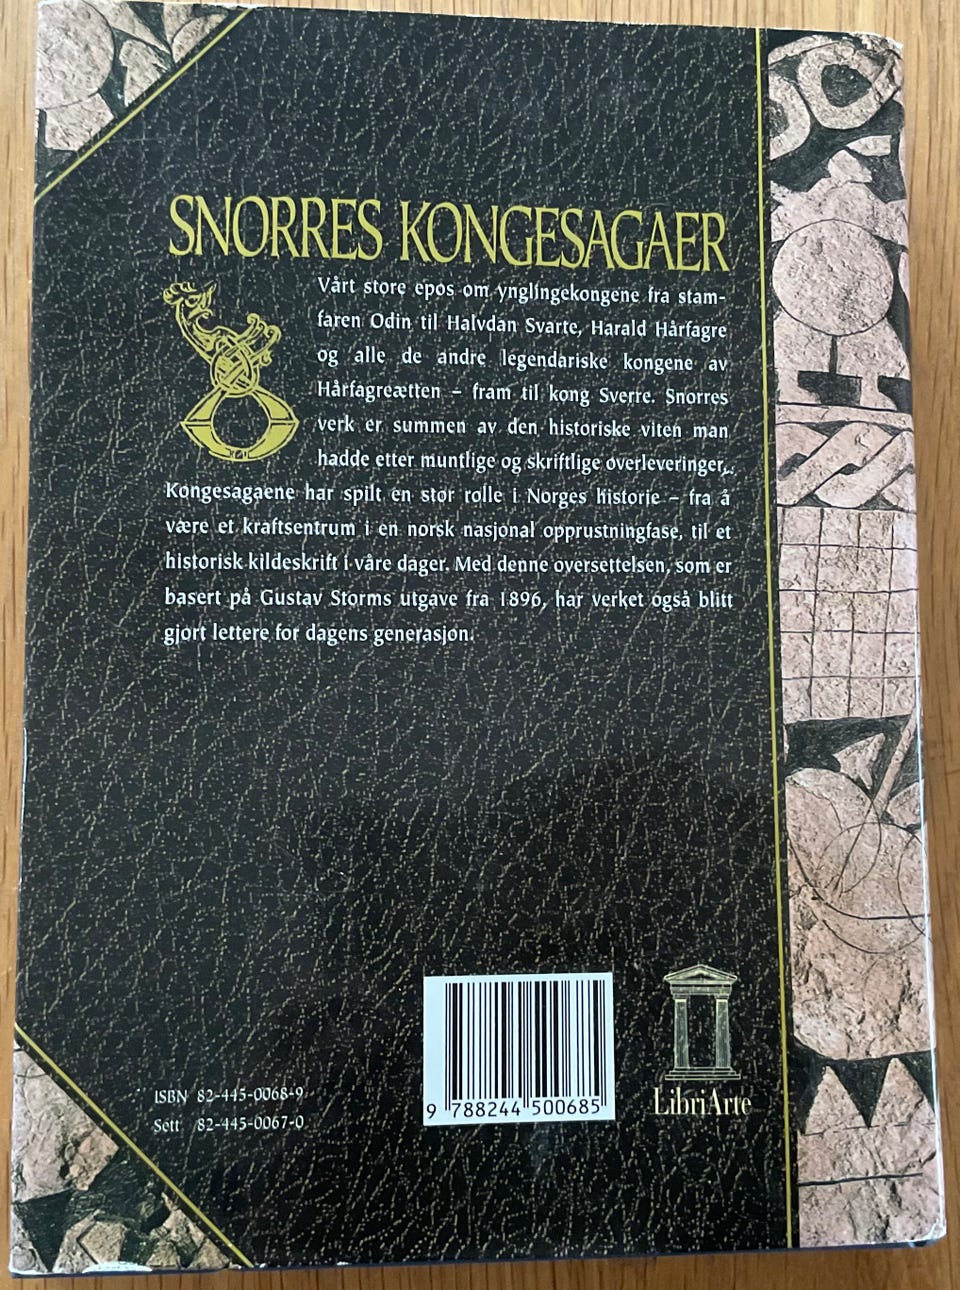 SNORRES KONGESAGAER
Vårt store epos om ynglingekongene fra stam-
faren Odin til Halvdan Svarte, Harald Hårfagre
og alle de andre legendariske kongene av
Hårfagreætten – fram til kong Sverre. Snorres
verk er summen av den historiske viten man
hadde etter muntlige og skriftlige overleveringer.
Kongesagaene har spilt en stor rolle i Norges historie – fra å
være et kraftsentrum i en norsk nasjonal opprustningfase, til et
historisk kildeskrift i våre dager. Med denne oversettelsen, som er
basert på Gustav Storms utgave fra 1896, har verket også blitt
gjort lettere for dagens generasjon.
ISBN 82-445-0068-9
Sett 82-445-0067-0
9 788244 500685
LibriArte